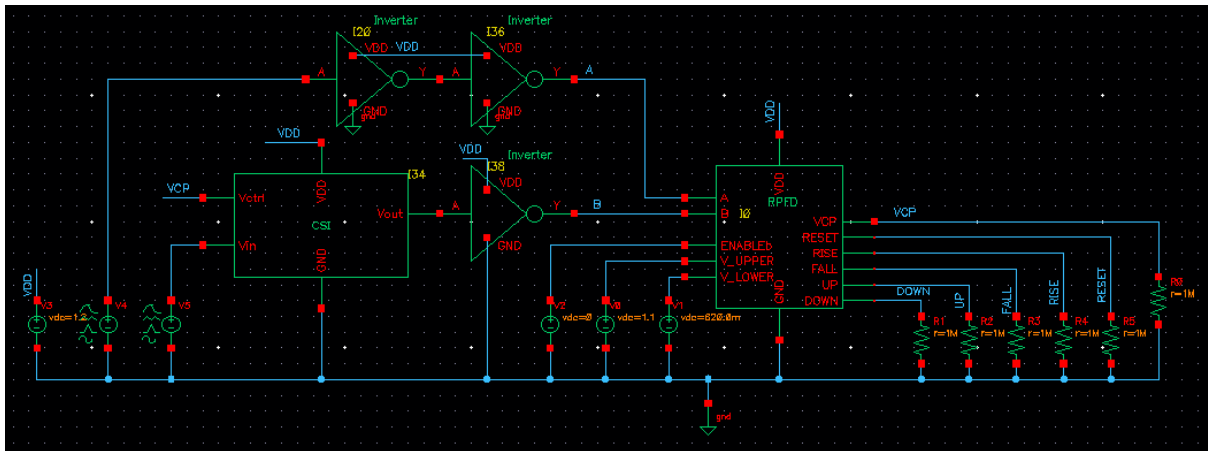 Inverter
Inverter
I20
I36
VDD
VDD
VDD
A
Y
A
Y
A
GND
gnd
GND
gnd
VDD
VDD
VDD
Inverter
I34
I38
VCP
Vctrl
VDD
VDD
CSI
Vout
A
Y
B
Vin
GND
GND
VDD
A
B
I0
RPFD
VCP
VCP
RESET
ENABLEb
RISE
V_UPPER
FALL
V_LOWER
UP
GND
DOWN
DOWN
UP
FALL
RISE
RESET
VDD
V3
vdc=1.2
V4
V5
V2
vdc=0
V0
vdc=1.1
V1
vdc=820.0m
R1
r=1M
R2
r=1M
R3
r=1M
R4
r=1M
R5
r=1M
R0
r=1M
gnd